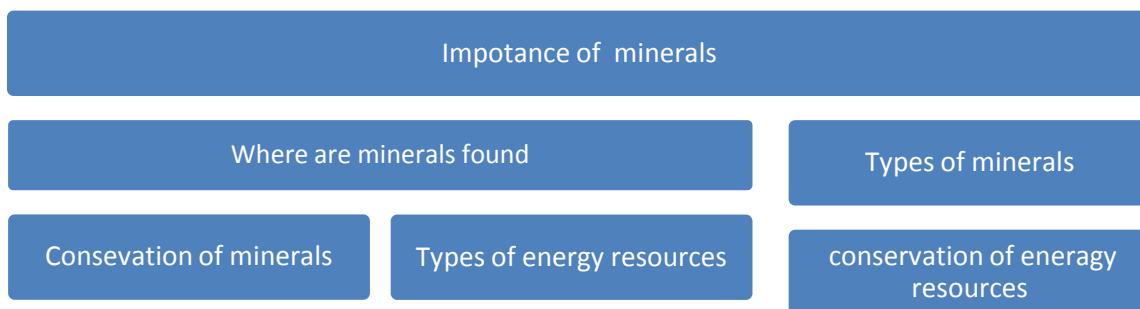 Impotance of minerals
Where are minerals found
Types of minerals
Consevation of minerals
Types of energy resources
conservation of eneragy
resources